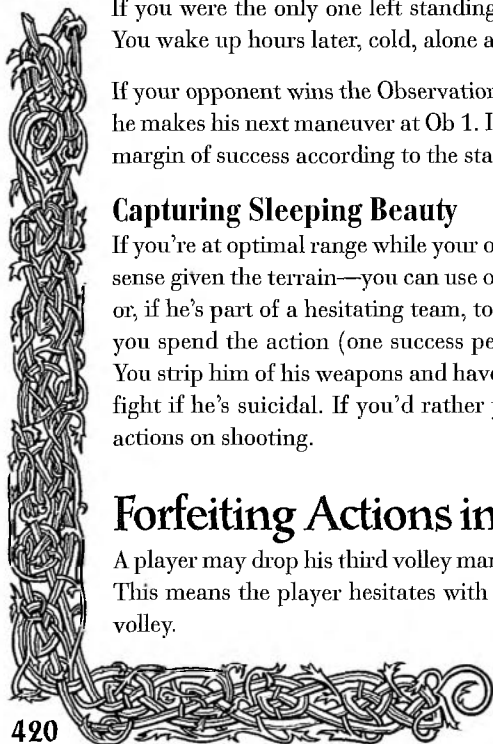 If you were the only one left standing
You wake up hours later, cold, alone a
If your opponent wins the Observation
he makes his next maneuver at Ob 1. I
margin of success according to the sta
Capturing Sleeping Beauty
If you're at optimal range while your o
sense given the terrain—you can use o
or, if he's part of a hesitating team, to
you spend the action (one success pe
You strip him of his weapons and have
fight if he's suicidal. If you'd rather
actions on shooting.
Forfeiting Actions in
A player may drop his third volley man
This means the player hesitates with
volley.
420